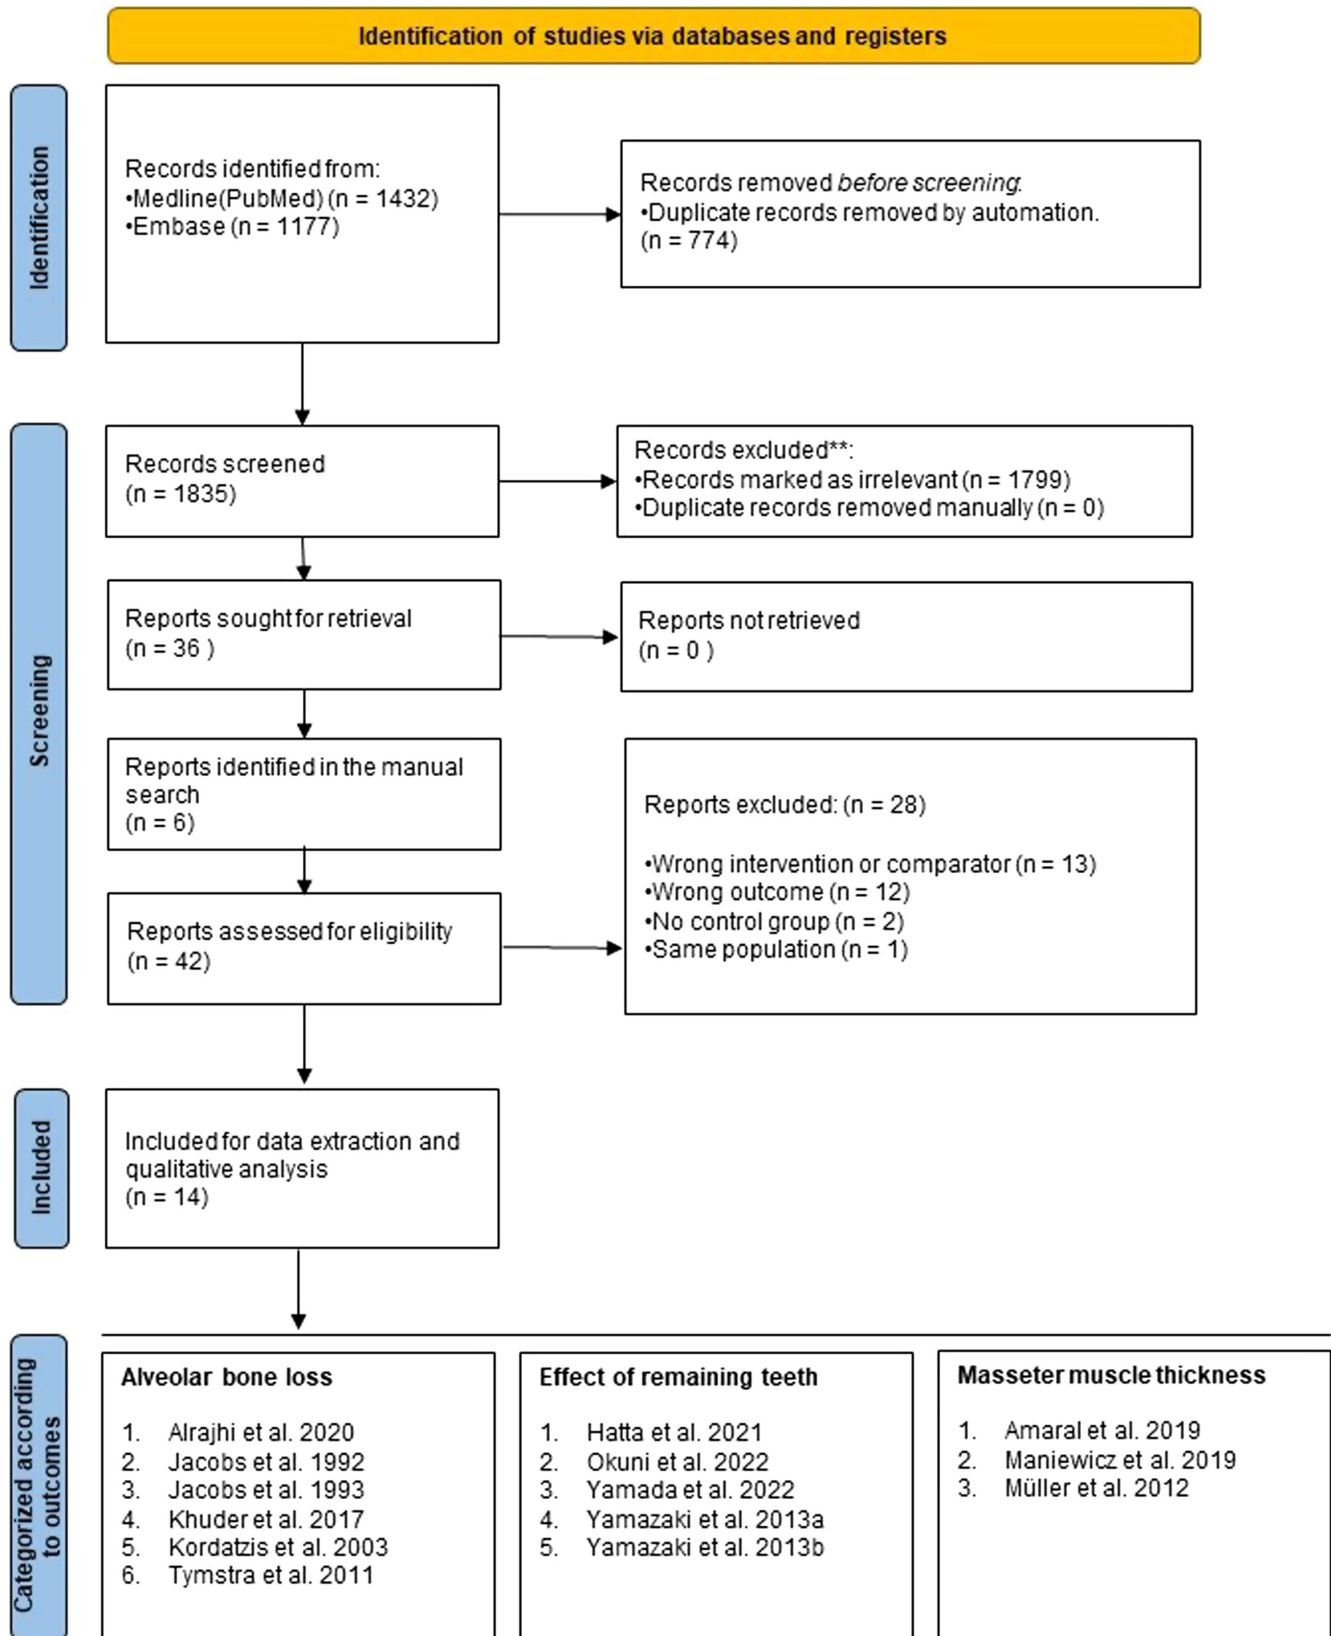 Identification of studies via databases and registers
Identification
Records identified from:
•Medline(PubMed) (n = 1432)
•Embase (n = 1177)
Records removed before screening:
•Duplicate records removed by automation.
(n = 774)
Screening
Records screened
(n = 1835)
Records excluded**:
•Records marked as irrelevant (n = 1799)
•Duplicate records removed manually (n = 0)
Reports sought for retrieval
(n = 36 )
Reports not retrieved
(n = 0 )
Reports identified in the manual
search
(n = 6)
Reports assessed for eligibility
(n = 42)
Reports excluded: (n = 28)
•Wrong intervention or comparator (n = 13)
•Wrong outcome (n = 12)
•No control group (n = 2)
•Same population (n = 1)
Included
Included for data extraction and
qualitative analysis
(n = 14)
Categorized according
to outcomes
Alveolar bone loss
1. Alrajhi et al. 2020
2. Jacobs et al. 1992
3. Jacobs et al. 1993
4. Khuder et al. 2017
5. Kordatzis et al. 2003
6. Tymstra et al. 2011
Effect of remaining teeth
1. Hatta et al. 2021
2. Okuni et al. 2022
3. Yamada et al. 2022
4. Yamazaki et al. 2013a
5. Yamazaki et al. 2013b
Masseter muscle thickness
1. Amaral et al. 2019
2. Maniewicz et al. 2019
3. Müller et al. 2012